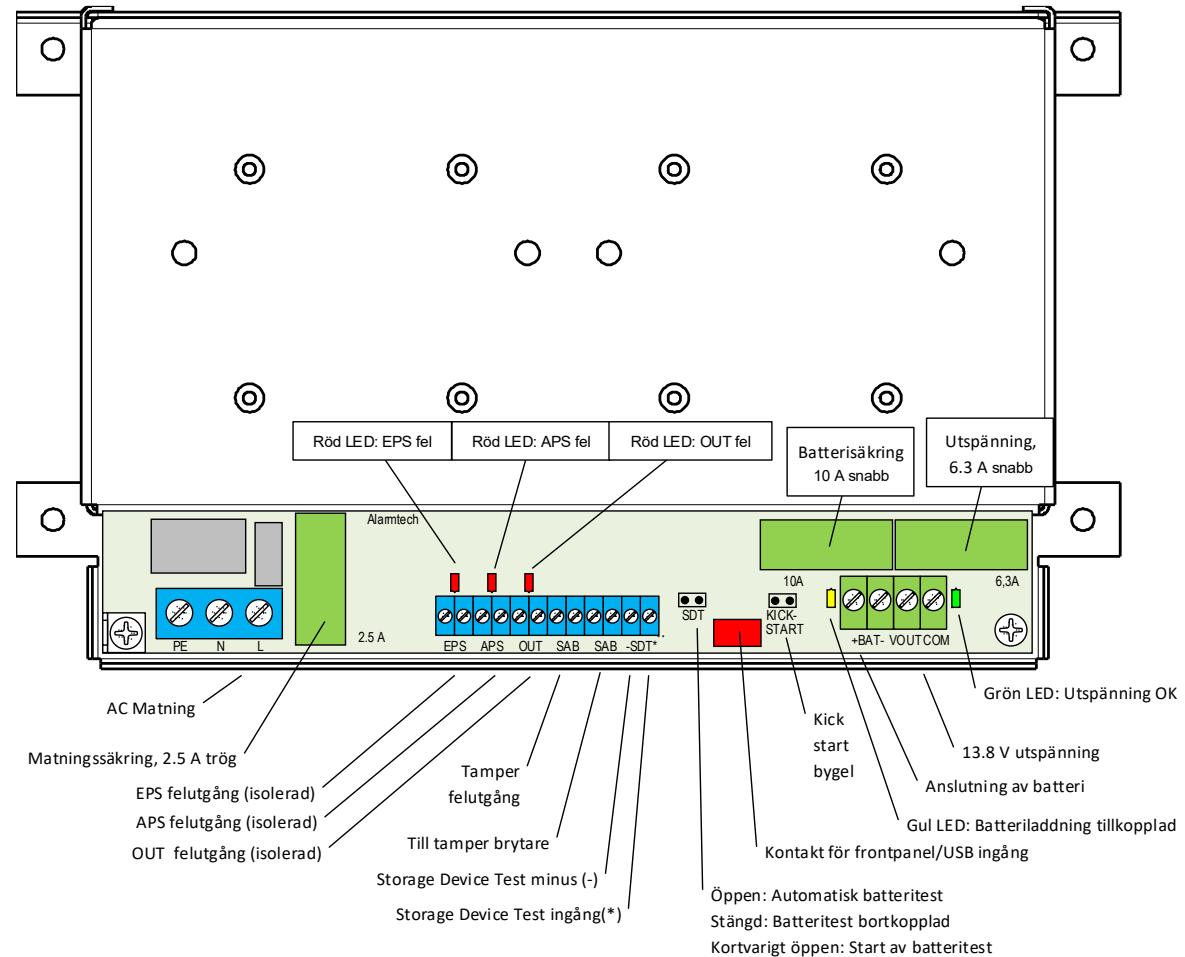 Röd LED: EPS fel
Röd LED: APS fel
Röd LED: OUT fel
Batterisäkring
10 A snabb
Utspänning,
6.3 A snabb
Alarmtech
10A
6,3A
2.5 A
SDT
KICK-
START
PE N L
EPS APS OUT SAB SAB -SDT*
+BAT- VOUT COM
AC Matning
Matningssäkring, 2.5 A trög
EPS felutgång (isolerad)
APS felutgång (isolerad)
OUT felutgång (isolerad)
Tamper
felutgång
Till tamper brytare
Storage Device Test minus (-)
Storage Device Test ingång(*)
Kick
start
bygel
Grön LED: Utspänning OK
13.8 V utspänning
Anslutning av batteri
Gul LED: Batteriladdning tillkopplad
Kontakt för frontpanel/USB ingång
Öppen: Automatisk batteritest
Stängd: Batteritest bortkopplad
Kortvarigt öppen: Start av batteritest